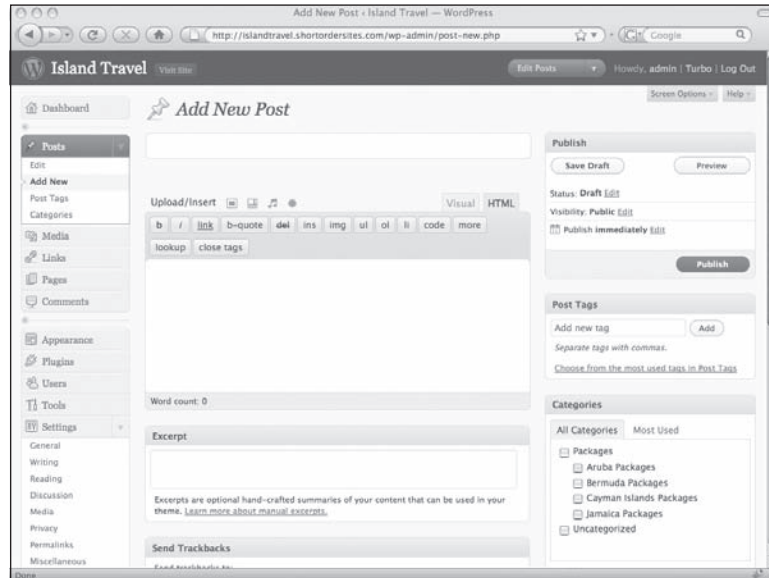 Add New Post ‹ Island Travel — WordPress
http://islandtravel.shortordersites.com/wp-admin/post-new.php
Google
Island Travel
Visit Site
Edit Posts
Howdy, admin | Turbo | Log Out
Screen Options
Help
Dashboard
Posts
Edit
Add New
Post Tags
Categories
Media
Links
Pages
Comments
Appearance
Plugins
Users
Tools
Settings
General
Writing
Reading
Discussion
Media
Privacy
Permalinks
Miscellaneous
Add New Post
Upload/Insert
Visual
HTML
b i link b-quote del ins img ul ol li code more
lookup close tags
Word count: 0
Excerpt
Excerpts are optional hand-crafted summaries of your content that can be used in your
theme. Learn more about manual excerpts.
Send Trackbacks
Send trackbacks to:
Publish
Save Draft
Preview
Status: Draft Edit
Visibility: Public Edit
Publish immediately Edit
Publish
Post Tags
Add new tag
Add
Separate tags with commas.
Choose from the most used tags in Post Tags
Categories
All Categories
Most Used
Packages
Aruba Packages
Bermuda Packages
Cayman Islands Packages
Jamaica Packages
Uncategorized
Done